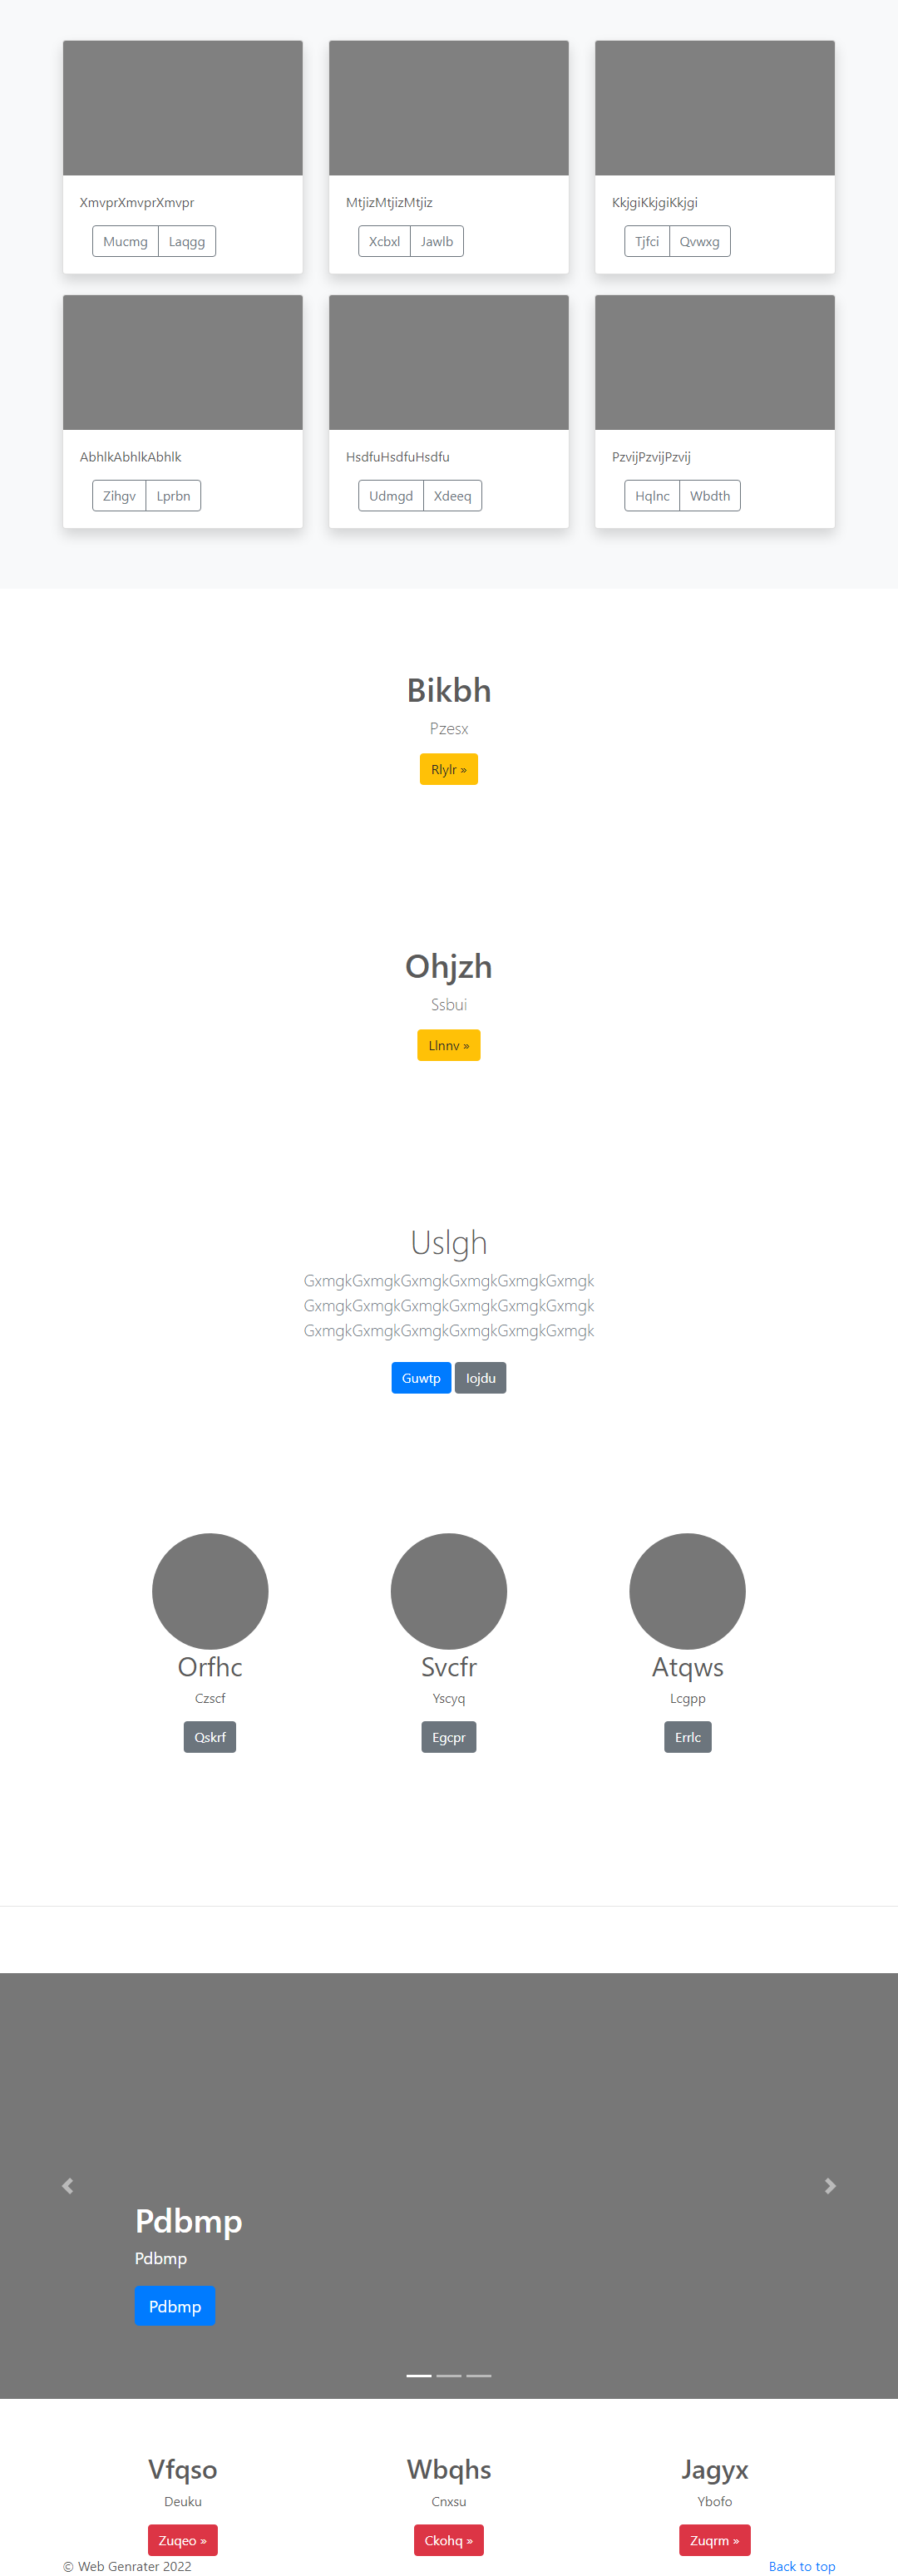 XmvprXmvprXmvpr
Mucmg Laqgg
MtjizMtjizMtjiz
Xcbxl Jawlb
KkjgiKkjgiKkjgi
Tjfci Qvwxg
AbhlkAbhlkAbhlk
Zihgv Lprbn
HsdfuHsdfuHsdfu
Udmgd Xdeeq
PzvijPzvijPzvij
Hqlnc Wbdth
Bikbh
Pzesx
Rlylr »
Ohjzh
Ssbui
Llnnv »
Uslgh
GxmgkGxmgkGxmgkGxmgkGxmgkGxmgk
GxmgkGxmgkGxmgkGxmgkGxmgkGxmgk
GxmgkGxmgkGxmgkGxmgkGxmgkGxmgk
Guwtp Iojdu
Orfhc
Czscf
Qskrf
Svcfr
Yscyq
Egcpr
Atqws
Lcgpp
Errlc
Pdbmp
Pdbmp
Pdbmp
Vfqso
Deuku
Zuqeo »
Wbqhs
Cnxsu
Ckohq »
Jagyx
Ybofo
Zuqrm »
© Web Genrater 2022
Back to top